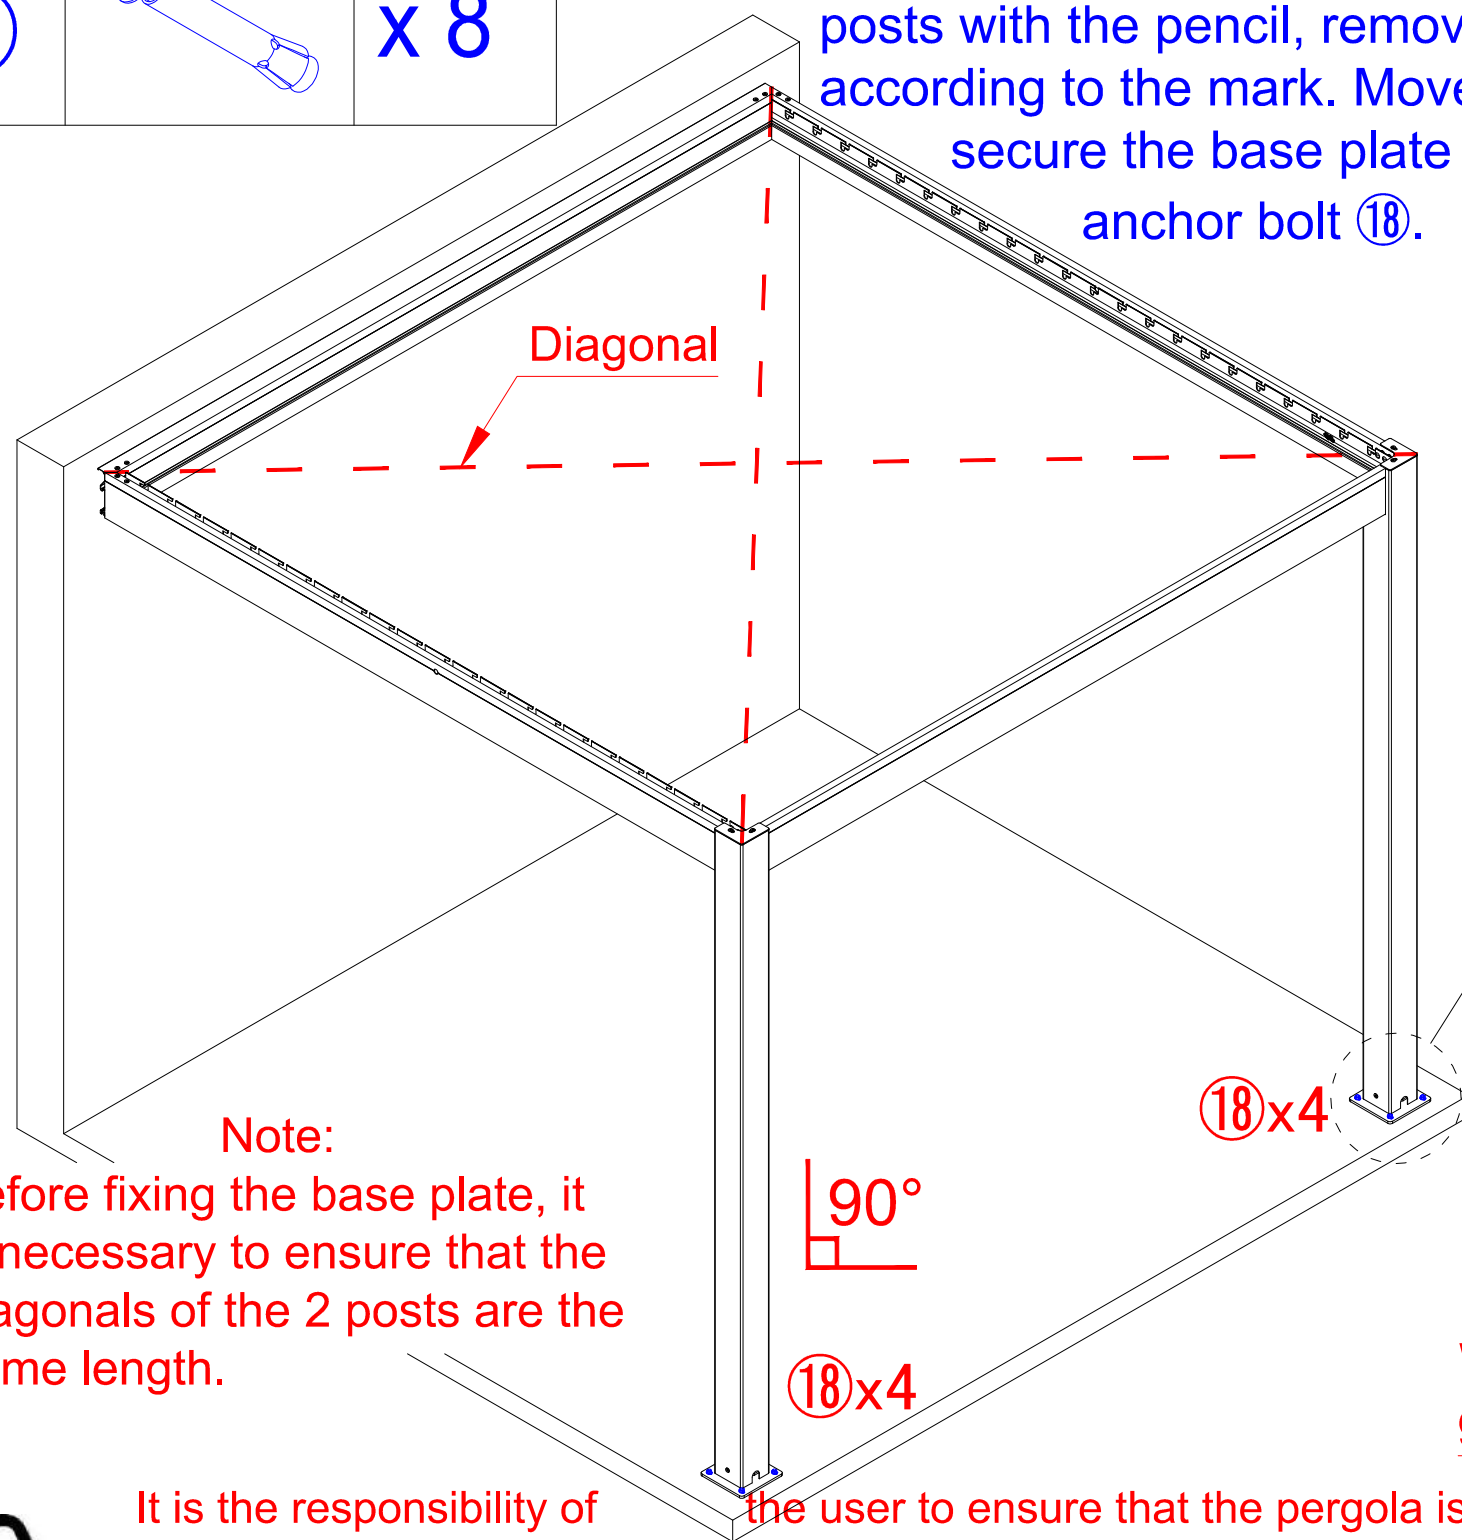 x 8
posts with the pencil, remov
according to the mark. Move
secure the base plate
anchor bolt ⑱.
Diagonal
⑱x4
Note:
efore fixing the base plate, it
necessary to ensure that the
agonals of the 2 posts are the
me length.
90°
⑱x4
It is the responsibility of the user to ensure that the pergola is